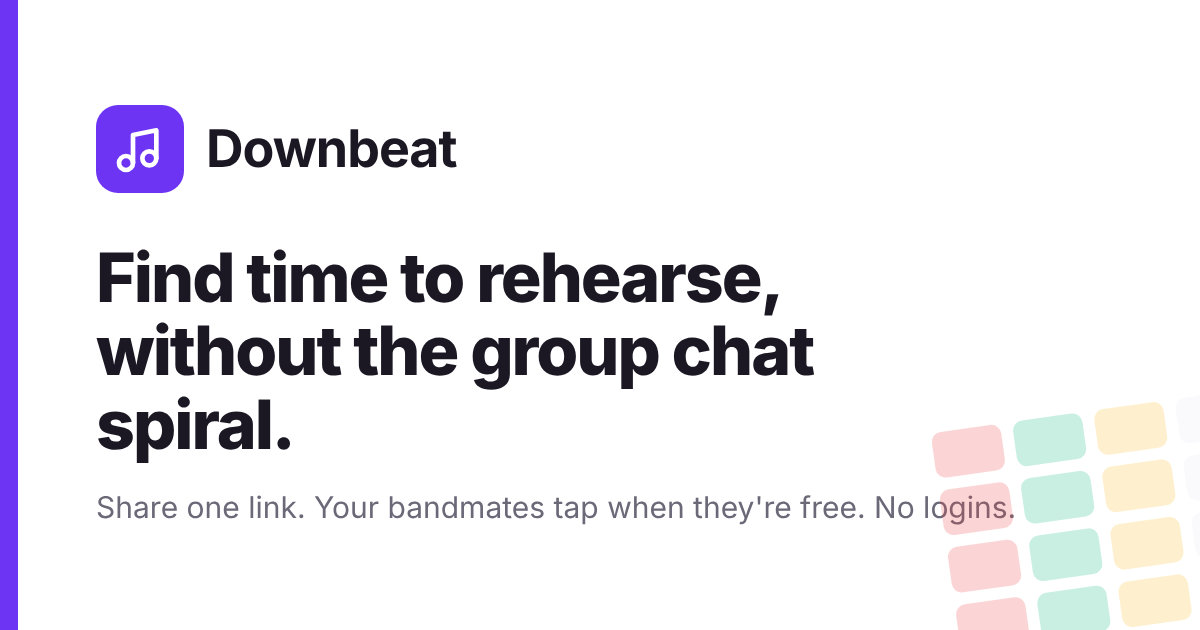 Downbeat
Find time to rehearse,
without the group chat
spiral.
Share one link. Your bandmates tap when they're free. No logins.